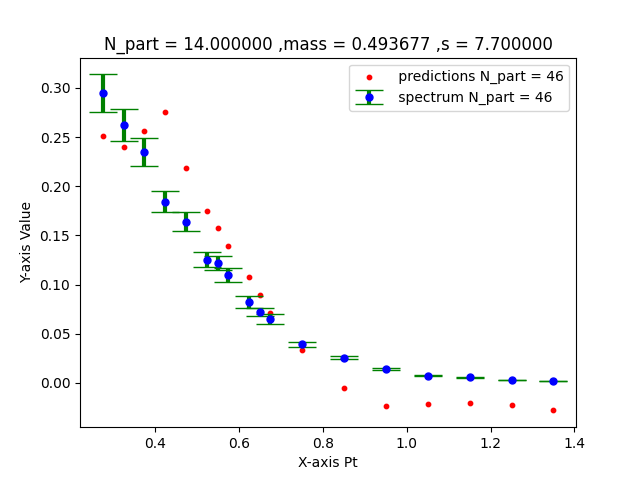 N_part = 14.000000 ,mass = 0.493677 ,s = 7.700000
predictions N_part = 46
spectrum N_part = 46
Y-axis Value
0.30
0.25
0.20
0.15
0.10
0.05
0.00
0.4 0.6 0.8 1.0 1.2 1.4
X-axis Pt